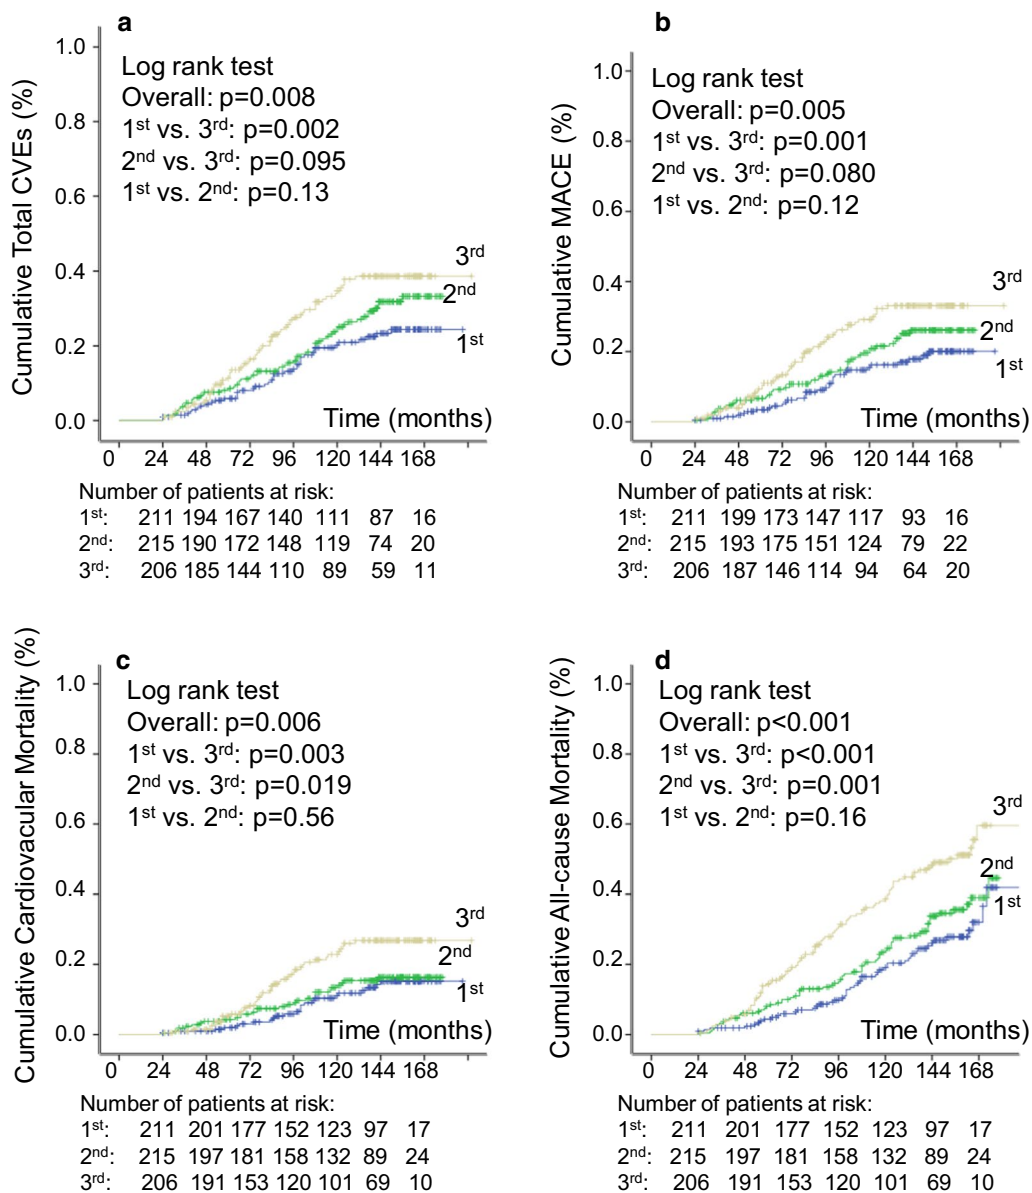 a
Cumulative Total CVEs (%)
1.0
0.8
0.6
0.4
0.2
0.0
Log rank test
Overall: p=0.008
1st vs. 3rd: p=0.002
2nd vs. 3rd: p=0.095
1st vs. 2nd: p=0.13
3rd
2nd
1st
Time (months)
0 24 48 72 96 120 144 168
Number of patients at risk:
1st: 211 194 167 140 111 87 16
2nd: 215 190 172 148 119 74 20
3rd: 206 185 144 110 89 59 11
b
Cumulative MACE (%)
1.0
0.8
0.6
0.4
0.2
0.0
Log rank test
Overall: p=0.005
1st vs. 3rd: p=0.001
2nd vs. 3rd: p=0.080
1st vs. 2nd: p=0.12
3rd
2nd
1st
Time (months)
0 24 48 72 96 120 144 168
Number of patients at risk:
1st: 211 199 173 147 117 93 16
2nd: 215 193 175 151 124 79 22
3rd: 206 187 146 114 94 64 20
c
Cumulative Cardiovacular Mortality (%)
1.0
0.8
0.6
0.4
0.2
0.0
Log rank test
Overall: p=0.006
1st vs. 3rd: p=0.003
2nd vs. 3rd: p=0.019
1st vs. 2nd: p=0.56
3rd
2nd
1st
Time (months)
0 24 48 72 96 120 144 168
Number of patients at risk:
1st: 211 201 177 152 123 97 17
2nd: 215 197 181 158 132 89 24
3rd: 206 191 153 120 101 69 10
d
Cumulative All-cause Mortality (%)
1.0
0.8
0.6
0.4
0.2
0.0
Log rank test
Overall: p<0.001
1st vs. 3rd: p<0.001
2nd vs. 3rd: p=0.001
1st vs. 2nd: p=0.16
3rd
2nd
1st
Time (months)
0 24 48 72 96 120 144 168
Number of patients at risk:
1st: 211 201 177 152 123 97 17
2nd: 215 197 181 158 132 89 24
3rd: 206 191 153 120 101 69 10